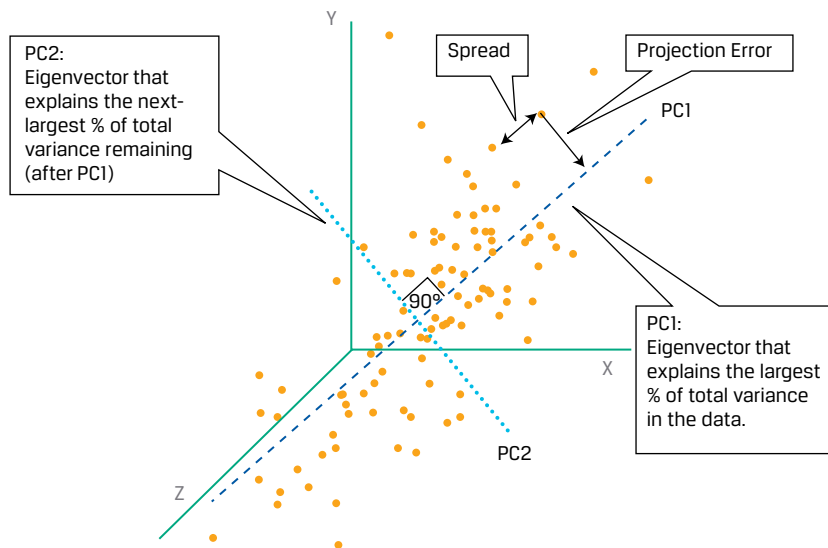 Y
PC2:
Eigenvector that
explains the next-
largest % of total
variance remaining
(after PC1)
Spread
Projection Error
PC1
90°
PC1:
Eigenvector that
explains the largest
% of total variance
in the data.
X
PC2
Z